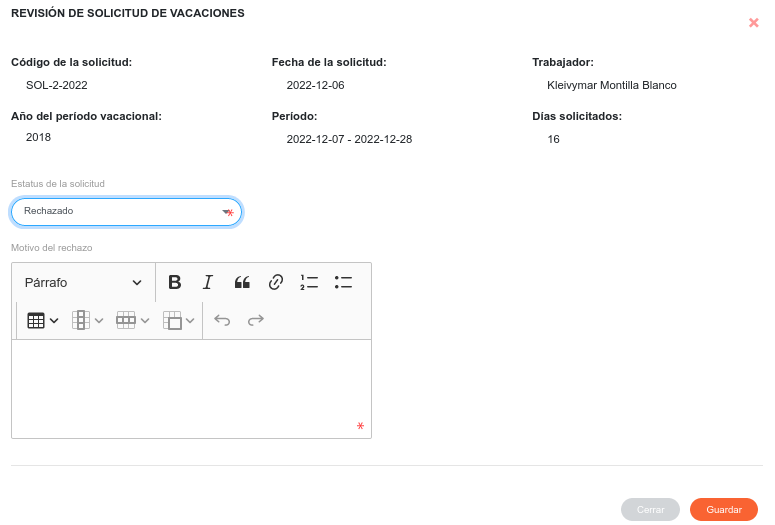 REVISIÓN DE SOLICITUD DE VACACIONES
Código de la solicitud: Fecha de la solicitud: Trabajador:
SOL-2-2022 2022-12-06 Kleivymar Montilla Blanco
Año del período vacacional: Período: Días solicitados:
2018 2022-12-07 - 2022-12-28 16
Estatus de la solicitud
Rechazado
Motivo del rechazo
Párrafo
Cerrar Guardar